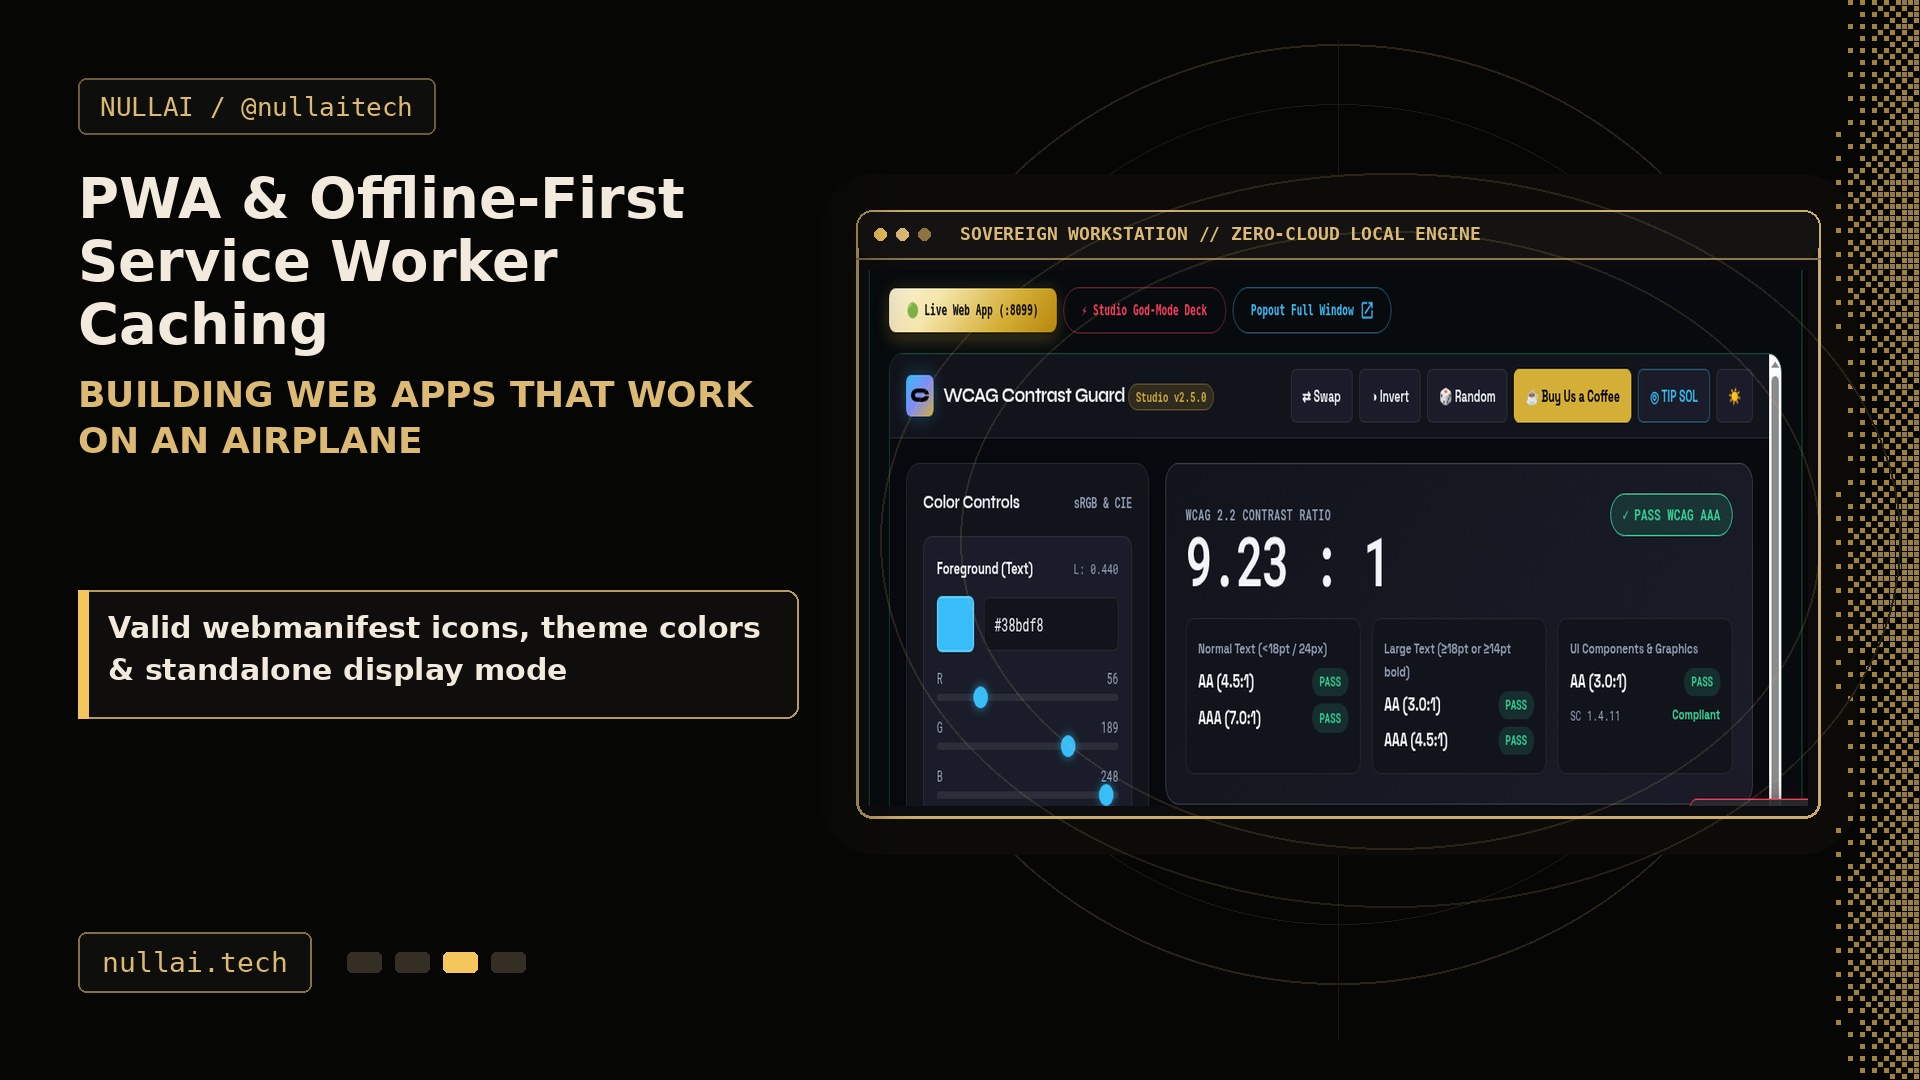 NULLAI / @nullaitech
PWA & Offline-First
Service Worker
Caching
BUILDING WEB APPS THAT WORK
ON AN AIRPLANE
Valid webmanifest icons, theme colors
& standalone display mode
nullai.tech
SOVEREIGN WORKSTATION // ZERO-CLOUD LOCAL ENGINE
Live Web App (:8099)
⚡ Studio God-Mode Deck
Popout Full Window
C
WCAG Contrast Guard
Studio v2.5.0
⇄ Swap
Invert
Random
Buy Us a Coffee
◎ TIP SOL
Color Controls
sRGB & CIE
Foreground (Text)
L: 0.440
#38bdf8
R
56
G
189
B
248
WCAG 2.2 CONTRAST RATIO
✓ PASS WCAG AAA
9.23 : 1
Normal Text (<18pt / 24px)
AA (4.5:1)
PASS
AAA (7.0:1)
PASS
Large Text (≥18pt or ≥14pt
bold)
AA (3.0:1)
PASS
AAA (4.5:1)
PASS
UI Components & Graphics
AA (3.0:1)
PASS
SC 1.4.11
Compliant